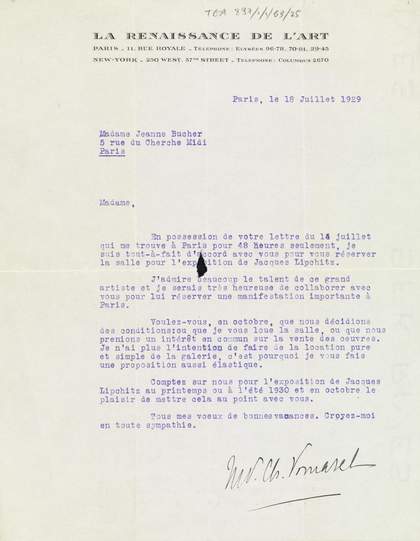 TGA 897/1/1/63/25
LA RENAISSANCE DE L'ART
PARIS . 11, RUE ROYALE . TÉLÉPHONE : ELYSÉES 96-78, 70-01, 29-45
NEW-YORK . 250 WEST, 57TH STREET . TELEPHONE : COLUMBUS 2670
Paris, le 18 Juillet 1929
Madame Jeanne Bucher
5 rue du Cherche Midi
Paris
Madame,
En possession de votre lettre du 14 juillet
qui me trouve à Paris pour 48 heures seulement, je
suis tout-à-fait d'accord avec vous pour vous réserver
la salle pour l'exposition de Jacques Lipchitz.
J'admire beaucoup le talent de ce grand
artiste et je serais très heureuse de collaborer avec
vous pour lui réserver une manifestation importante à
Paris.
Voulez-vous, en octobre, que nous décidions
des conditions:ou que je vous loue la salle, ou que nous
prenions un intérêt en commun sur la vente des oeuvres.
Je n'ai plus l'intention de faire de la location pure
et simple de la galerie, c'est pourquoi je vous fais
une proposition aussi élastique.
Comptez sur nous pour l'exposition de Jacques
Lipchitz au printemps ou à l'été 1930 et en octobre le
plaisir de mettre cela au point avec vous.
Tous mes voeux de bonnesvacances. Croyez-moi
en toute sympathie.